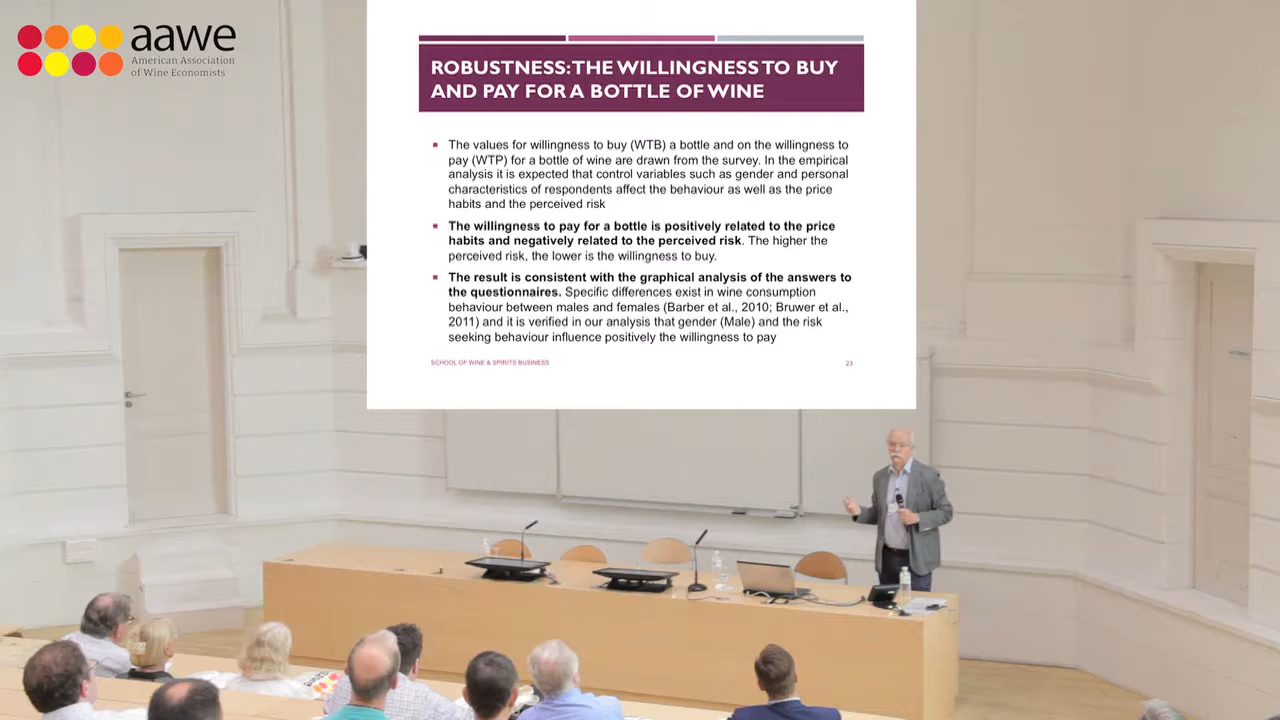 aawe
American Association
of Wine Economists
ROBUSTNESS: THE WILLINGNESS TO BUY
AND PAY FOR A BOTTLE OF WINE
The values for willingness to buy (WTB) a bottle and on the willingness to
pay (WTP) for a bottle of wine are drawn from the survey. In the empirical
analysis it is expected that control variables such as gender and personal
characteristics of respondents affect the behaviour as well as the price
habits and the perceived risk
The willingness to pay for a bottle is positively related to the price
habits and negatively related to the perceived risk. The higher the
perceived risk, the lower is the willingness to buy.
The result is consistent with the graphical analysis of the answers to
the questionnaires. Specific differences exist in wine consumption
behaviour between males and females (Barber et al., 2010; Bruwer et al.,
2011) and it is verified in our analysis that gender (Male) and the risk
seeking behaviour influence positively the willingness to pay
SCHOOL OF WINE & SPIRITS BUSINESS
23